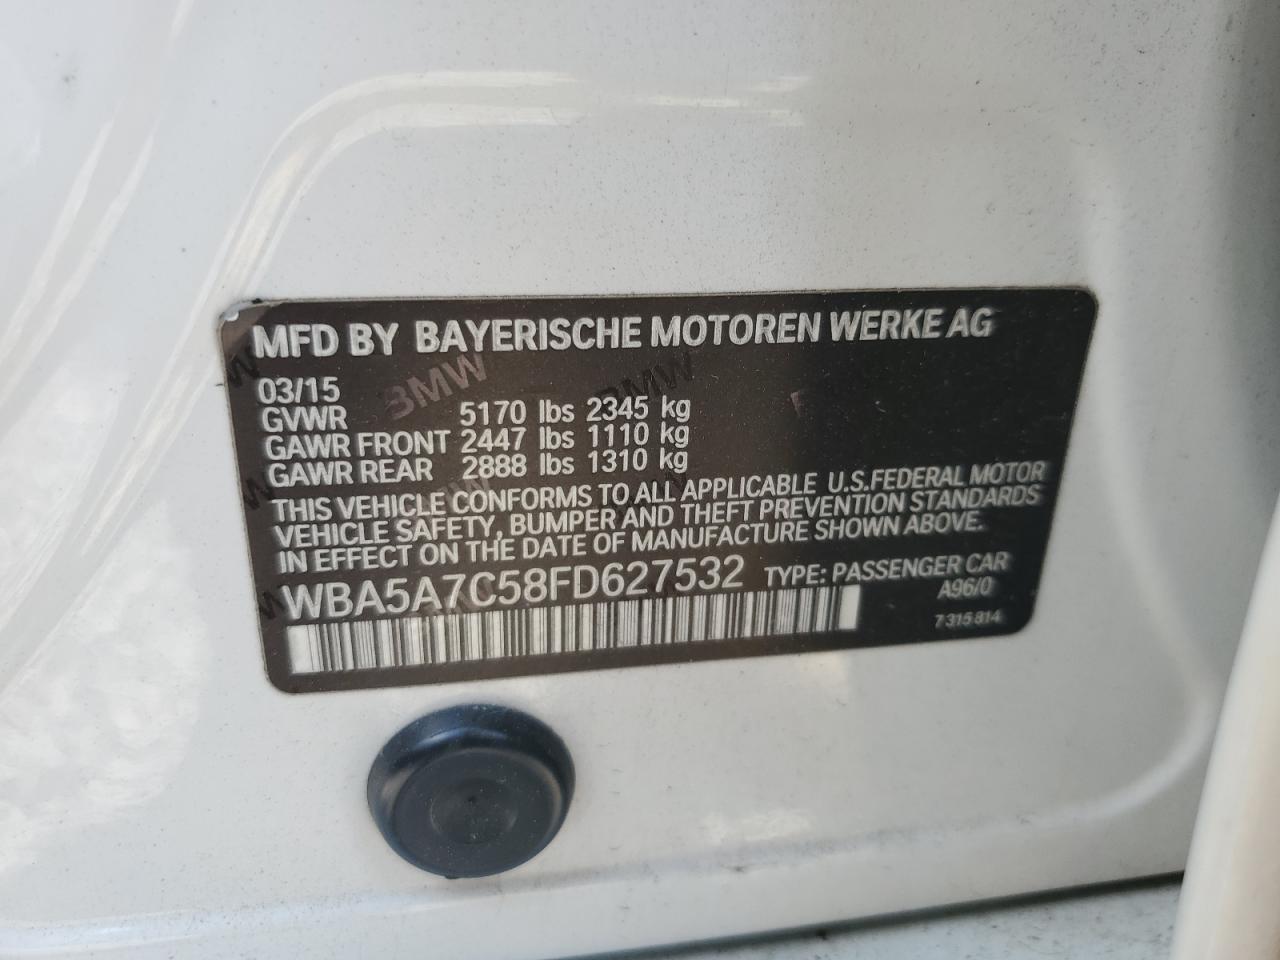 MFD BY BAYERISCHE MOTOREN WERKE AG
03/15
GVWR 5170 lbs 2345 kg
GAWR FRONT 2447 lbs 1110 kg
GAWR REAR 2888 lbs 1310 kg
THIS VEHICLE CONFORMS TO ALL APPLICABLE U.S.FEDERAL MOTOR
VEHICLE SAFETY, BUMPER AND THEFT PREVENTION STANDARDS
IN EFFECT ON THE DATE OF MANUFACTURE SHOWN ABOVE.
WBA5A7C58FD627532 TYPE: PASSENGER CAR
A96/0
7 315 814
BMW
BMW